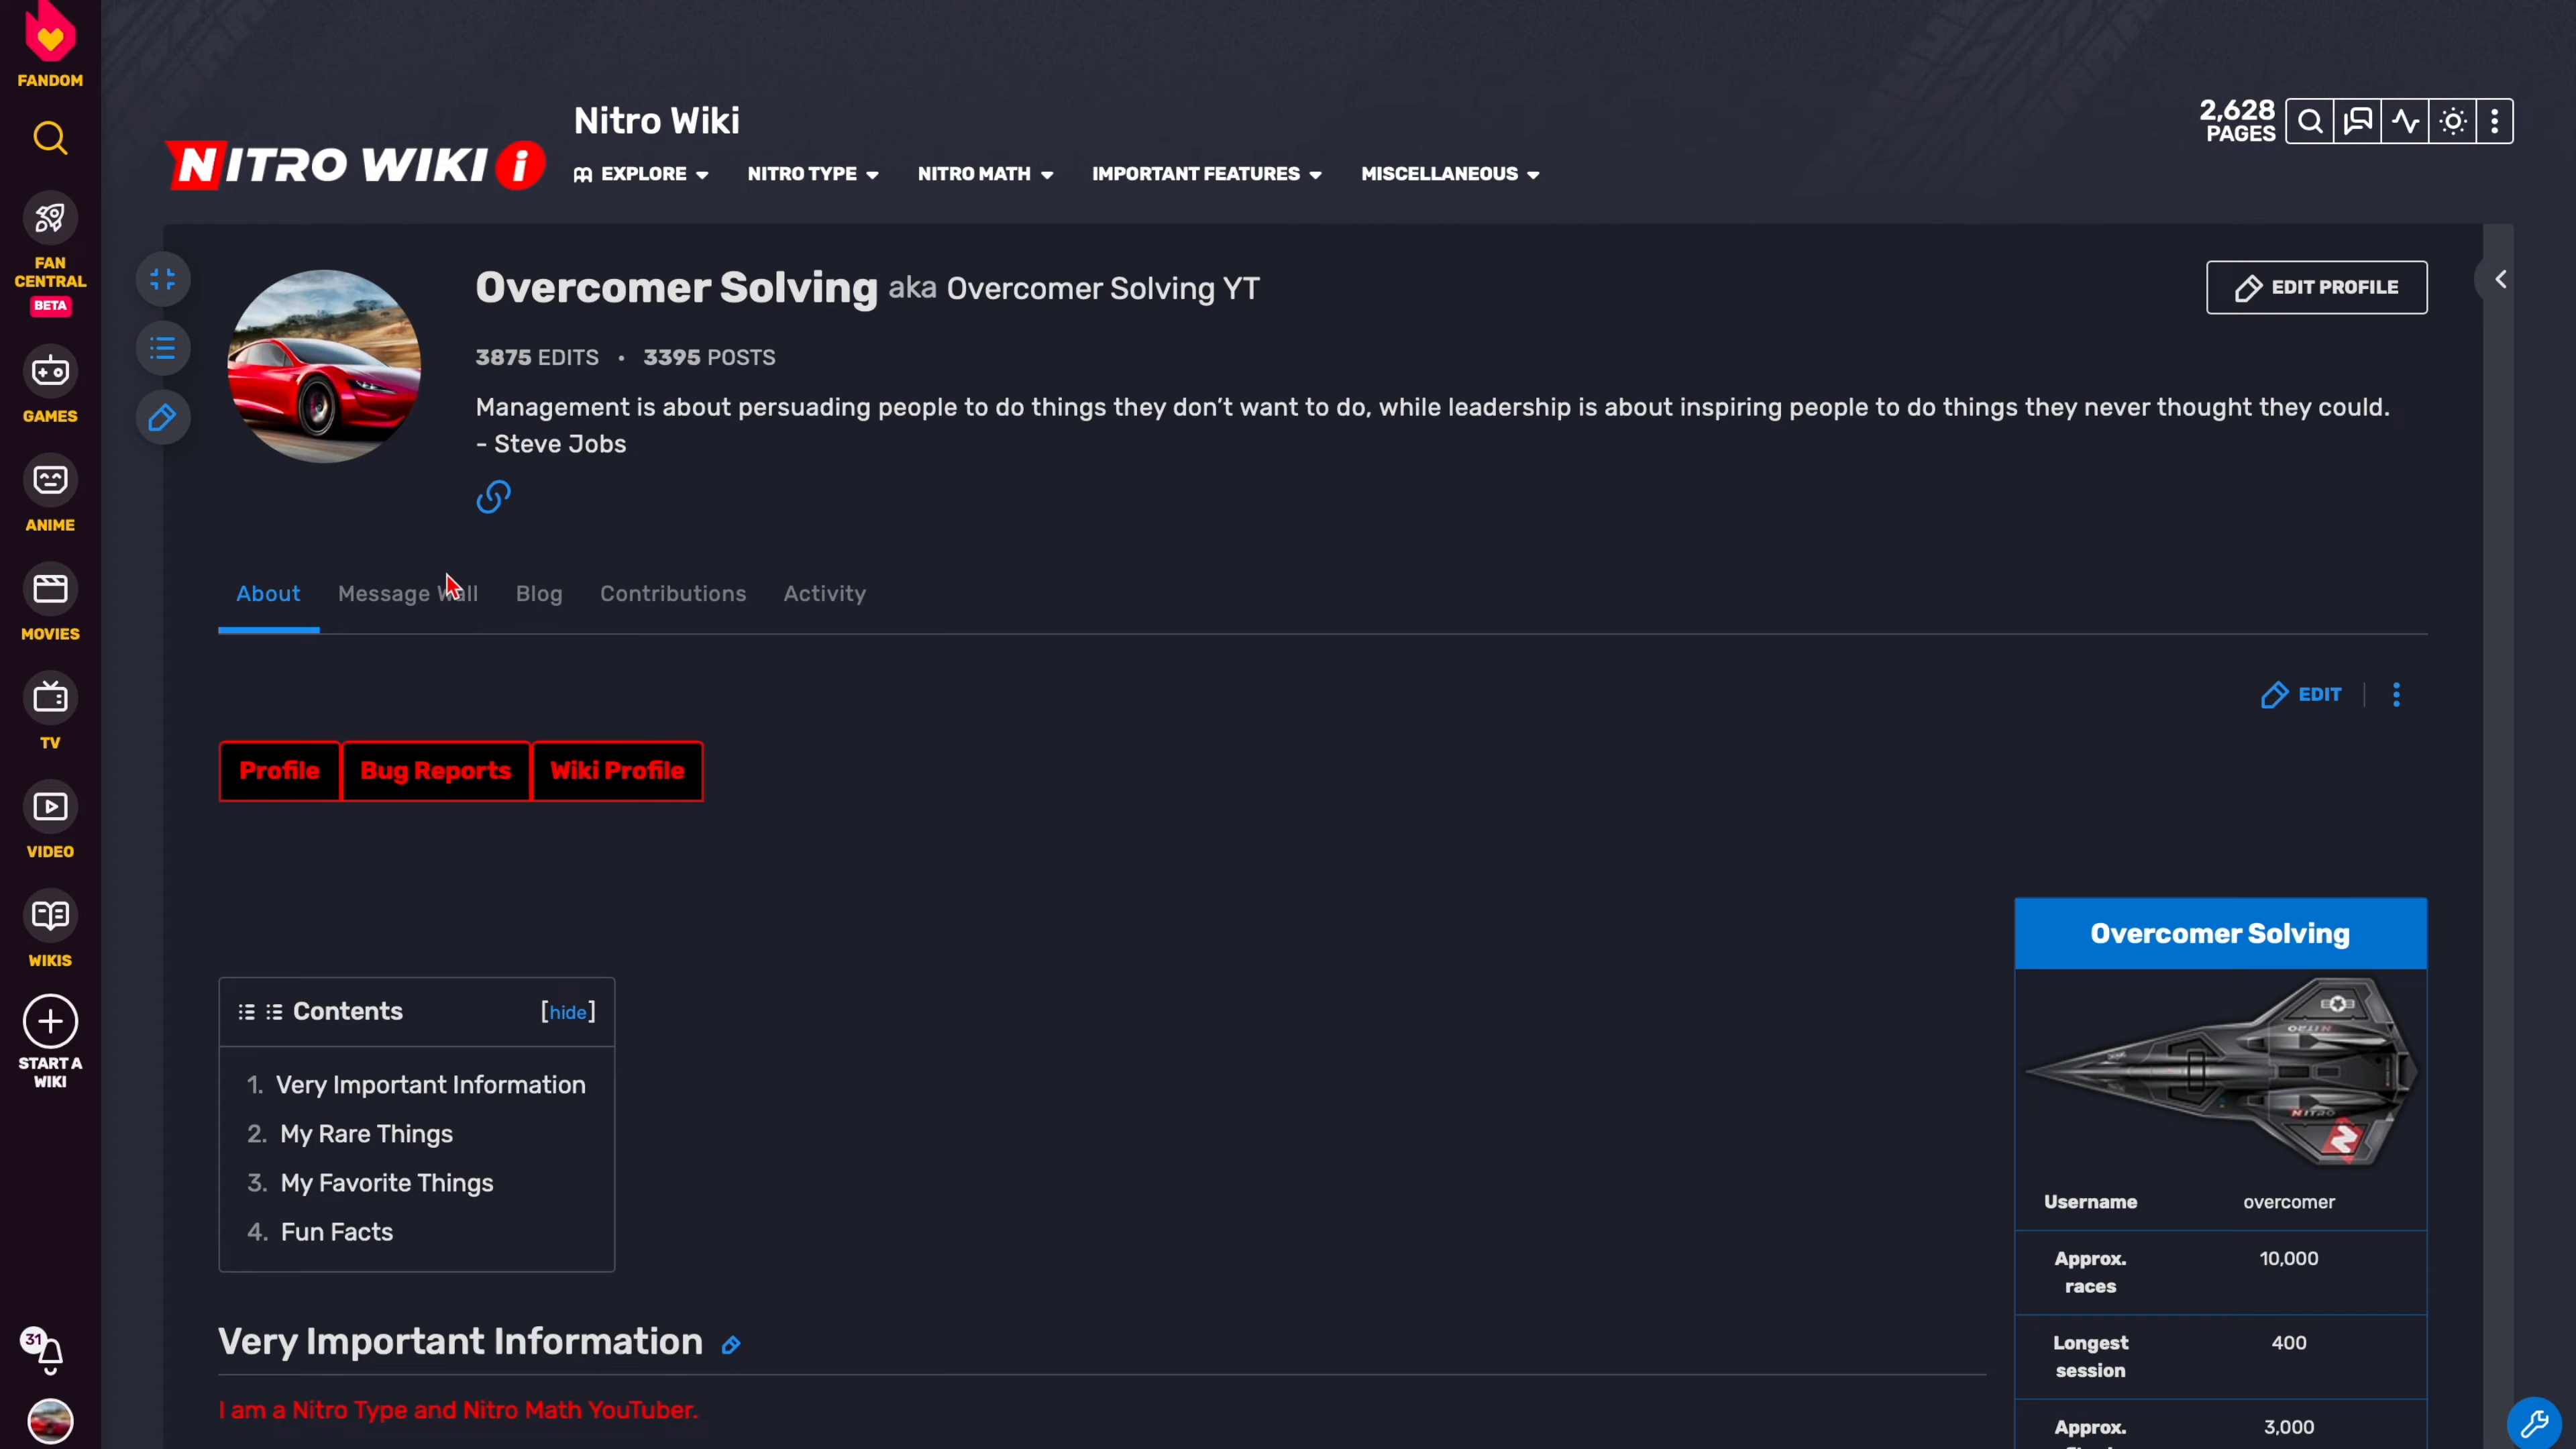 FANDOM
FAN
CENTRAL
BETA
GAMES
ANIME
MOVIES
TV
VIDEO
WIKIS
START A
WIKI
31
NITRO WIKI i
Nitro Wiki
EXPLORE
NITRO TYPE
NITRO MATH
IMPORTANT FEATURES
MISCELLANEOUS
2,628
PAGES
Overcomer Solving aka Overcomer Solving YT
EDIT PROFILE
3875 EDITS • 3395 POSTS
Management is about persuading people to do things they don't want to do, while leadership is about inspiring people to do things they never thought they could.
- Steve Jobs
About
Message Wall
Blog
Contributions
Activity
EDIT
Profile
Bug Reports
Wiki Profile
Contents [hide]
1. Very Important Information
2. My Rare Things
3. My Favorite Things
4. Fun Facts
Very Important Information
I am a Nitro Type and Nitro Math YouTuber.
Overcomer Solving
NITRO
NITRO
N
Username overcomer
Approx. 10,000
races
Longest 400
session
Approx. 3,000